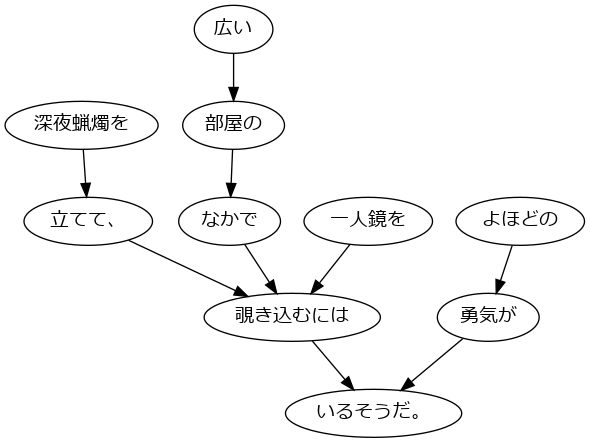 広い
深夜蝋燭を
部屋の
立てて、
なかで
一人鏡を
よほどの
覗き込むには
勇気が
いるそうだ。